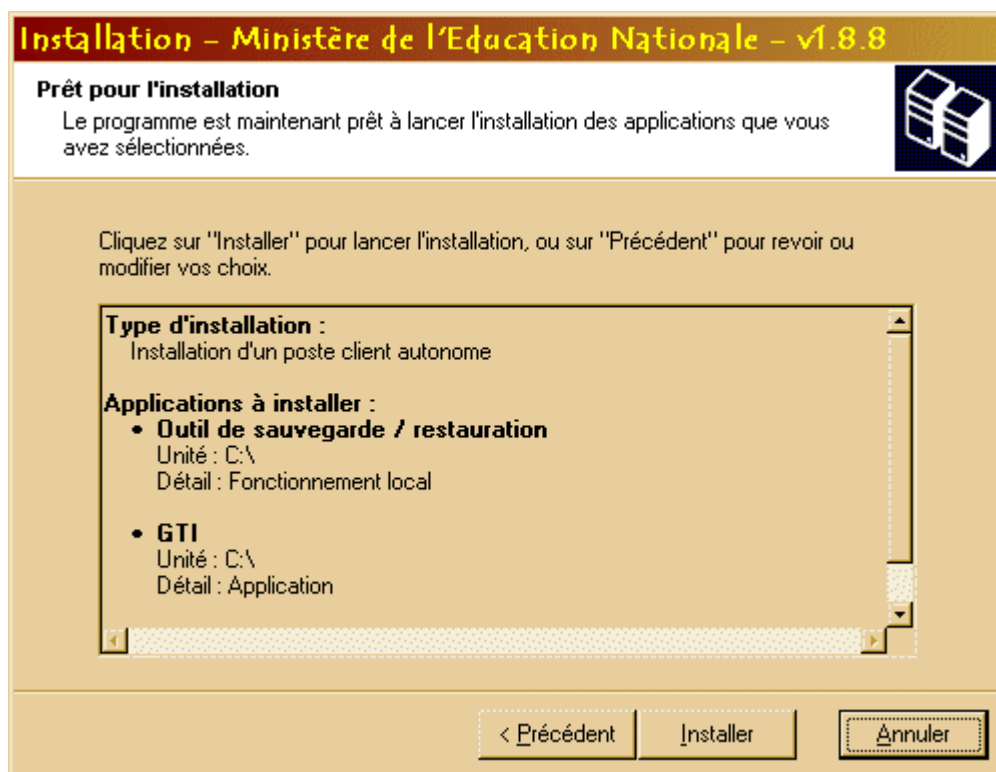 Installation - Ministère de l'Education Nationale - v1.8.8
Prêt pour l'installation
Le programme est maintenant prêt à lancer l'installation des applications que vous
avez sélectionnées.
Cliquez sur "Installer" pour lancer l'installation, ou sur "Précédent" pour revoir ou
modifier vos choix.
Type d'installation :
Installation d'un poste client autonome
Applications à installer :
• Outil de sauvegarde / restauration
Unité : C:\
Détail : Fonctionnement local
• GTI
Unité : C:\
Détail : Application
< Précédent
Installer
Annuler